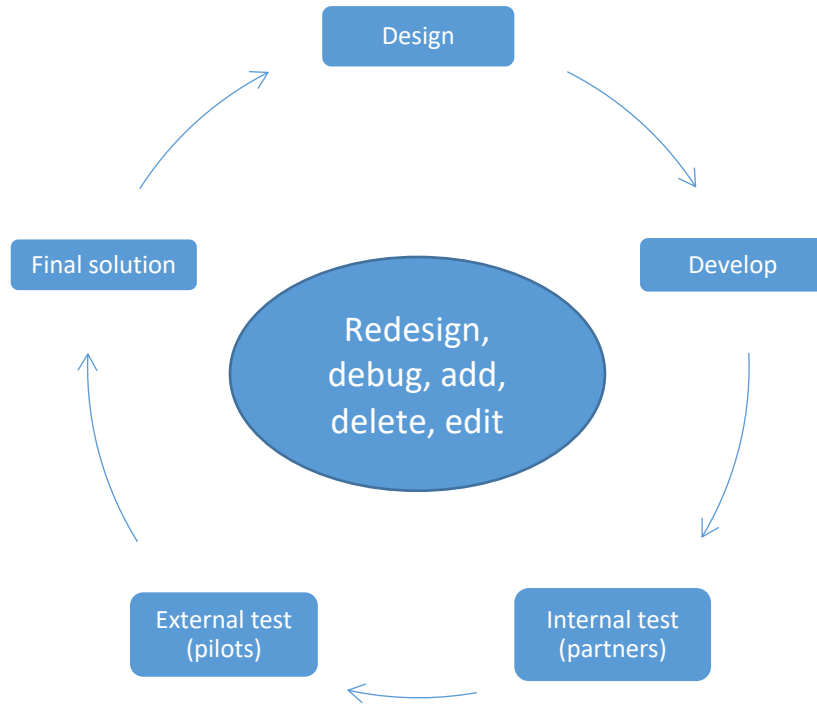 Design
Final solution
Develop
Redesign,
debug, add,
delete, edit
External test
(pilots)
Internal test
(partners)